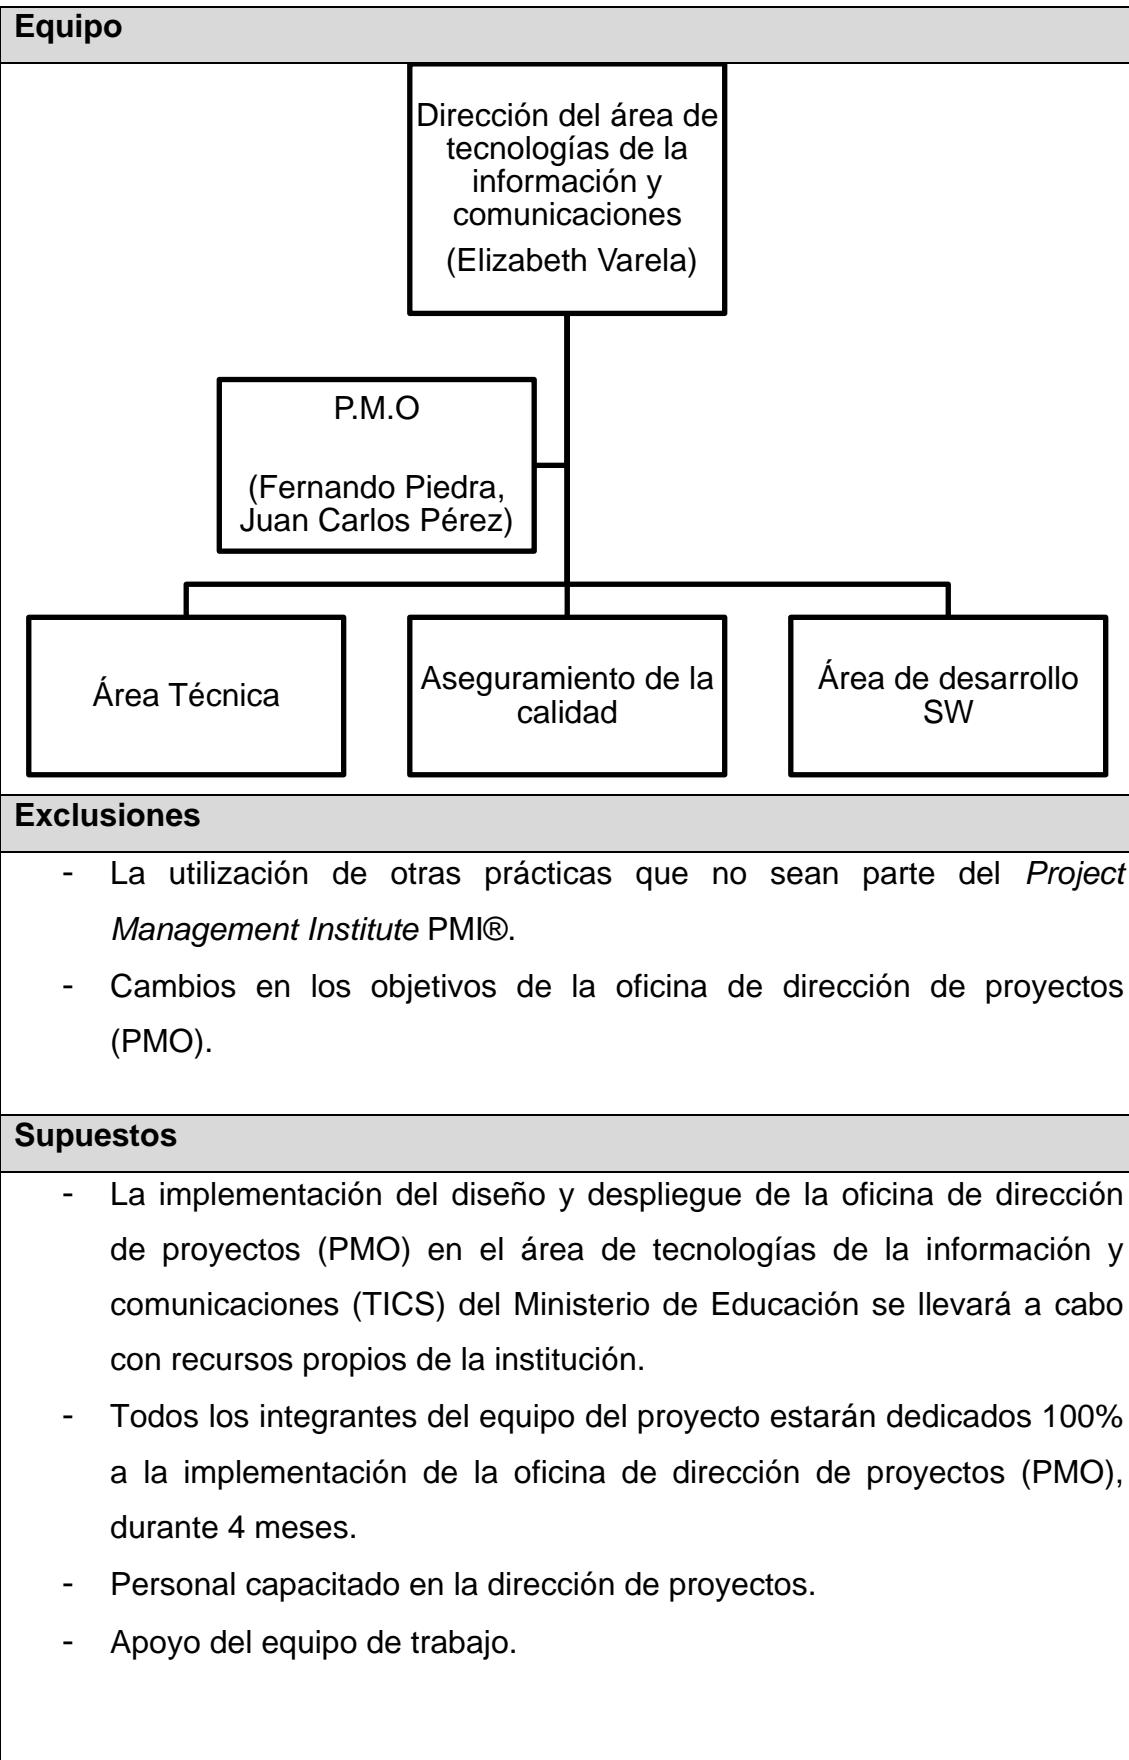 Equipo
Dirección del área de
tecnologías de la
información y
comunicaciones
(Elizabeth Varela)
P.M.O
(Fernando Piedra,
Juan Carlos Pérez)
Área Técnica
Aseguramiento de la
calidad
Área de desarrollo
SW
Exclusiones
- La utilización de otras prácticas que no sean parte del Project
Management Institute PMI®.
- Cambios en los objetivos de la oficina de dirección de proyectos
(PMO).
Supuestos
- La implementación del diseño y despliegue de la oficina de dirección
de proyectos (PMO) en el área de tecnologías de la información y
comunicaciones (TICS) del Ministerio de Educación se llevará a cabo
con recursos propios de la institución.
- Todos los integrantes del equipo del proyecto estarán dedicados 100%
a la implementación de la oficina de dirección de proyectos (PMO),
durante 4 meses.
- Personal capacitado en la dirección de proyectos.
- Apoyo del equipo de trabajo.